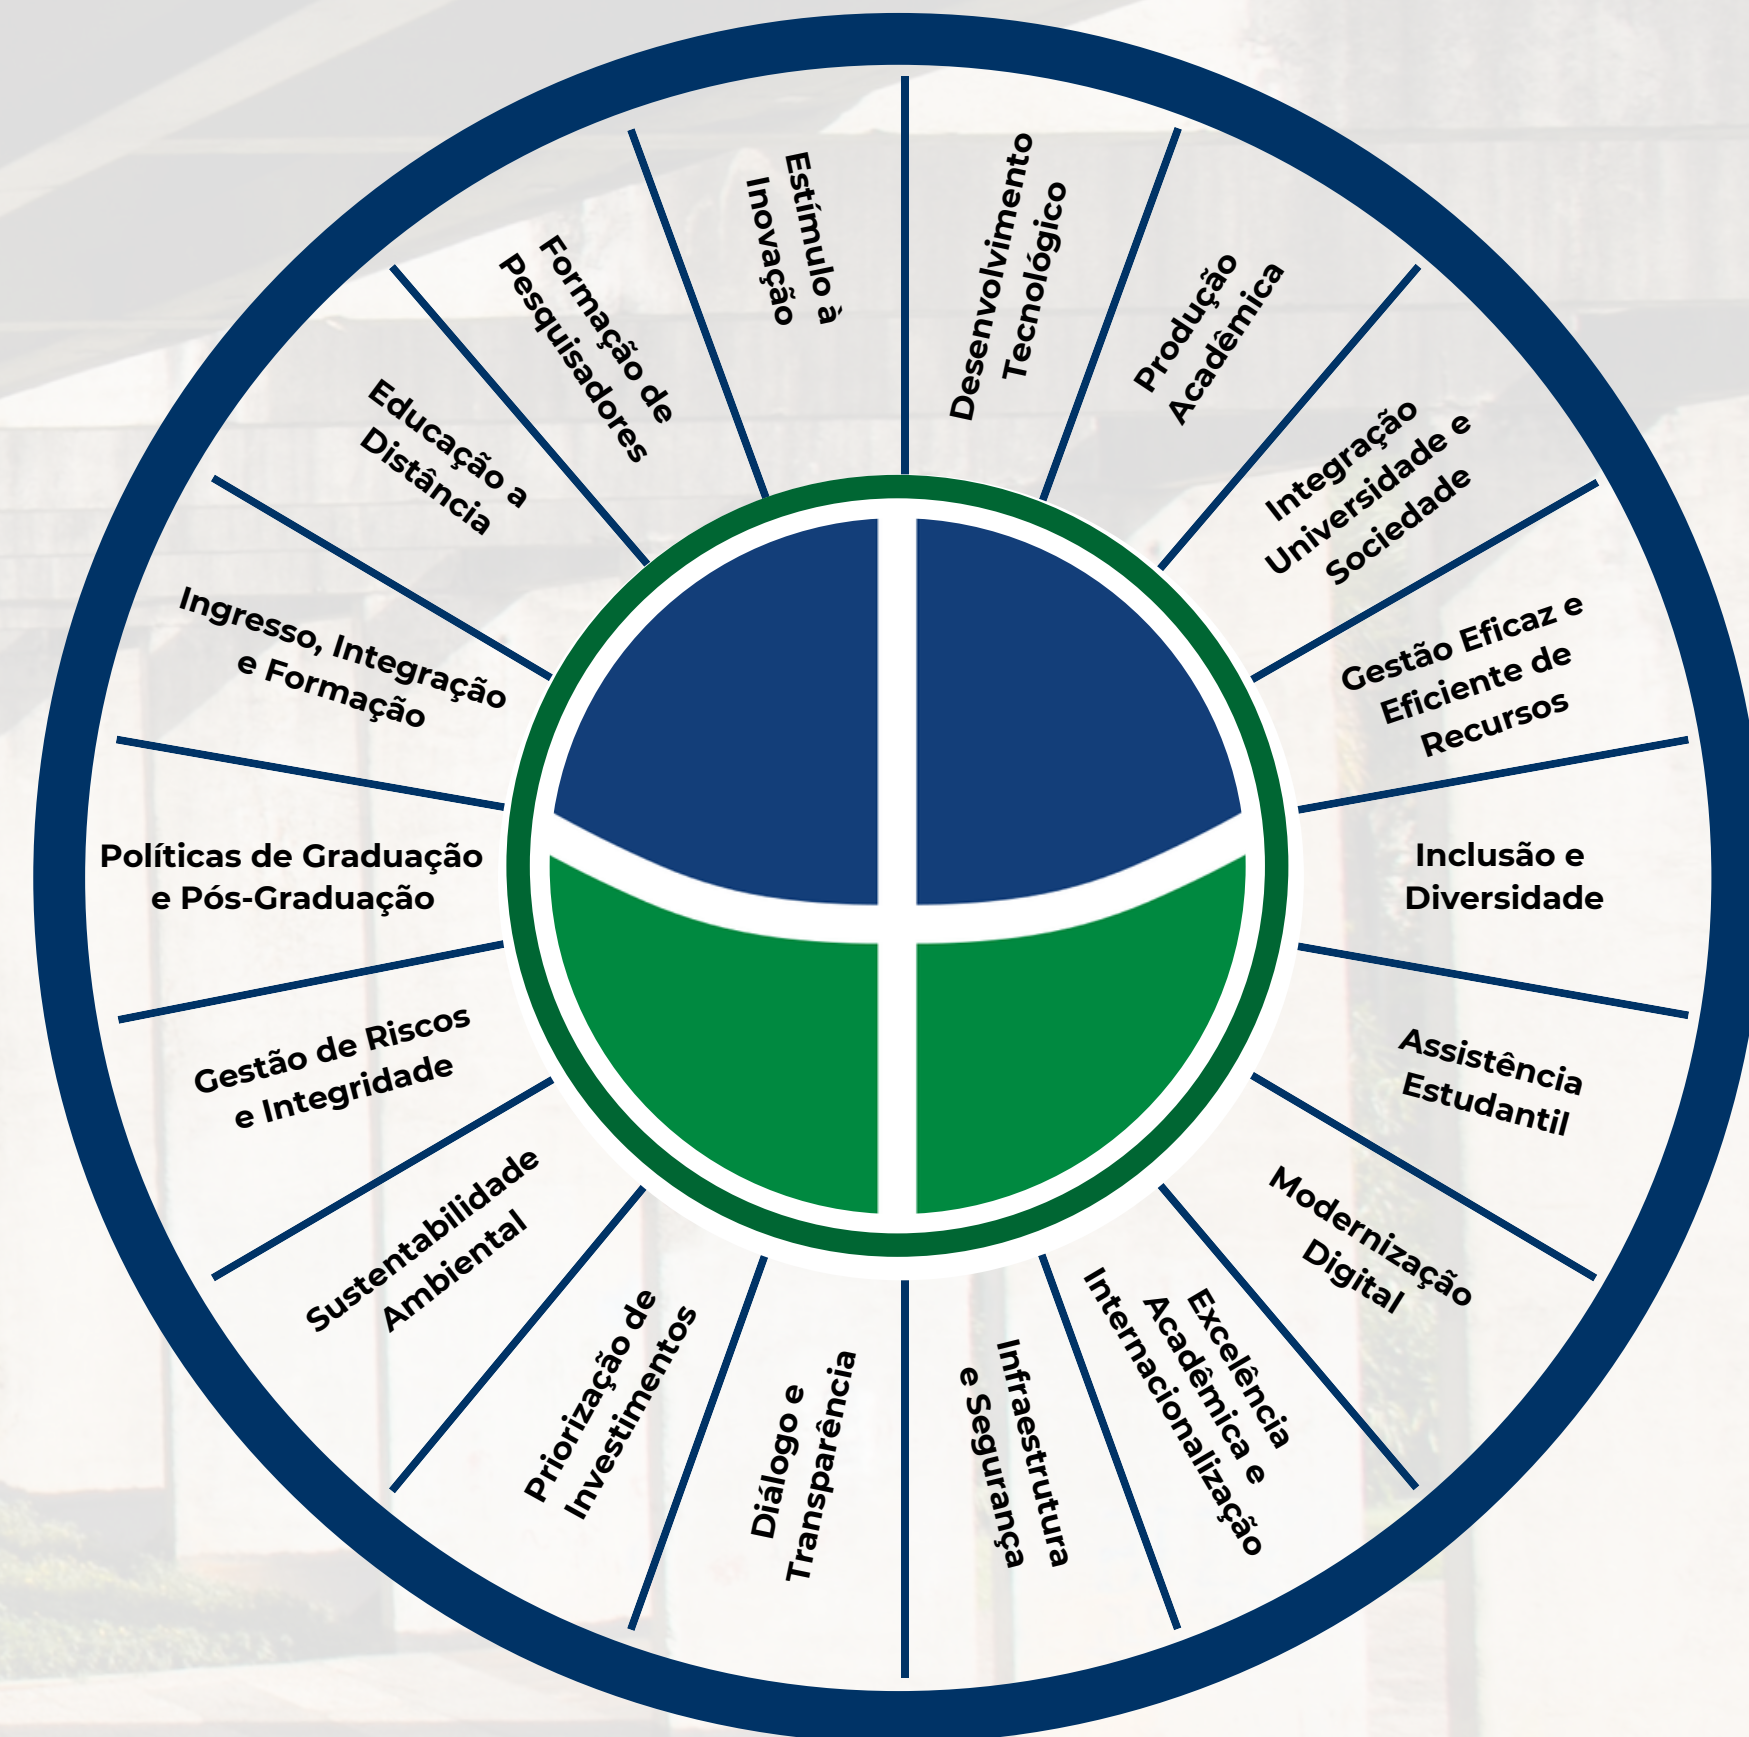 Desenvolvimento
Tecnológico
Produção
Acadêmica
Integração
Universidade e
Sociedade
Gestão Eficaz e
Eficiente de
Recursos
Inclusão e
Diversidade
Assistência
Estudantil
Modernização
Digital
Excelência
Acadêmica e
Internacionalização
Infraestrutura
e Segurança
Diálogo e
Transparência
Priorização de
Investimentos
Sustentabilidade
Ambiental
Gestão de Riscos
e Integridade
Políticas de Graduação
e Pós-Graduação
Ingresso, Integração
e Formação
Educação a
Distância
Formação de
Pesquisadores
Estímulo à
Inovação